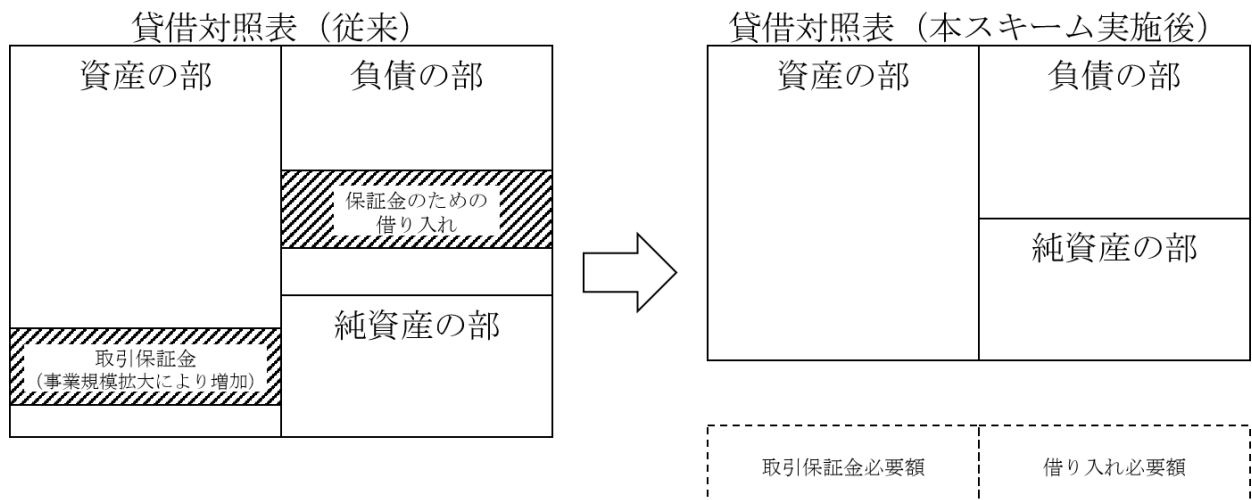 貸借対照表（従来）
資産の部
負債の部
保証金のための
借り入れ
純資産の部
取引保証金
（事業規模拡大により増加）
貸借対照表（本スキーム実施後）
資産の部
負債の部
純資産の部
取引保証金必要額
借り入れ必要額